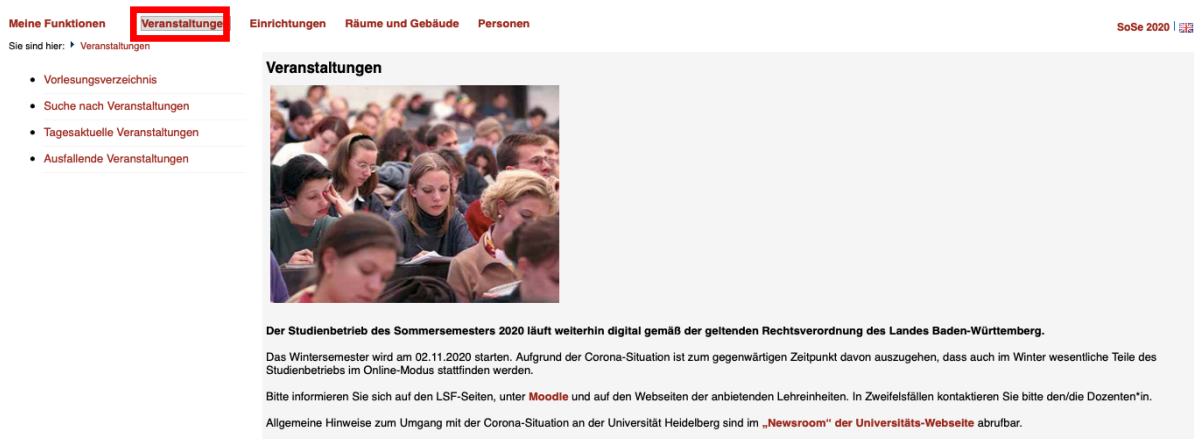 Meine Funktionen Veranstaltungen Einrichtungen Räume und Gebäude Personen SoSe 2020
Sie sind hier: Veranstaltungen
Vorlesungsverzeichnis
Suche nach Veranstaltungen
Tagesaktuelle Veranstaltungen
Ausfallende Veranstaltungen
Veranstaltungen
Der Studienbetrieb des Sommersemesters 2020 läuft weiterhin digital gemäß der geltenden Rechtsverordnung des Landes Baden-Württemberg.
Das Wintersemester wird am 02.11.2020 starten. Aufgrund der Corona-Situation ist zum gegenwärtigen Zeitpunkt davon auszugehen, dass auch im Winter wesentliche Teile des
Studienbetriebs im Online-Modus stattfinden werden.
Bitte informieren Sie sich auf den LSF-Seiten, unter Moodle und auf den Webseiten der anbietenden Lehreinheiten. In Zweifelsfällen kontaktieren Sie bitte den/die Dozenten*in.
Allgemeine Hinweise zum Umgang mit der Corona-Situation an der Universität Heidelberg sind im „Newsroom" der Universitäts-Webseite abrufbar.